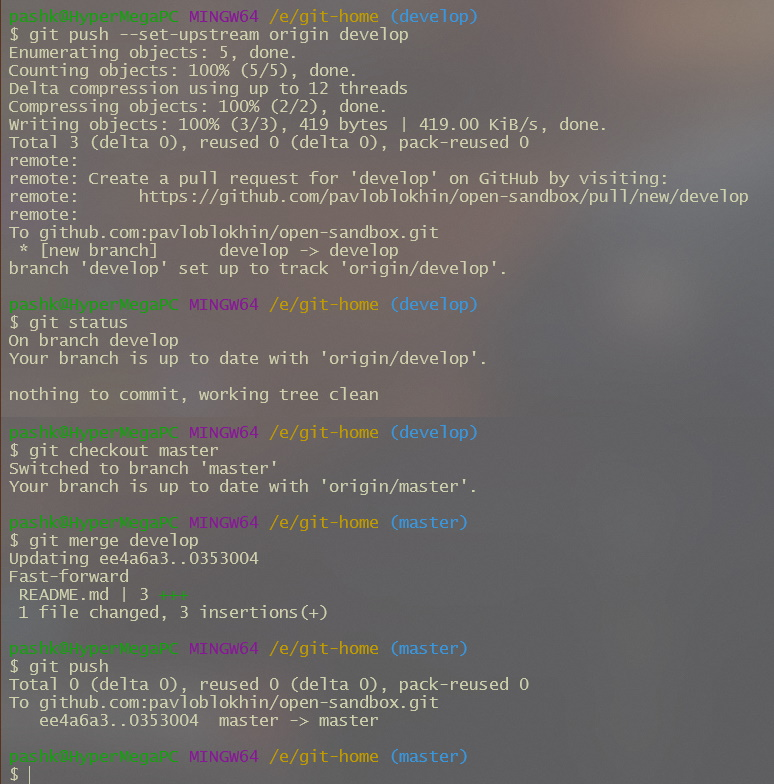 MINGW64 /e/git-home (develop)
$ git push --set-upstream origin develop
Enumerating objects: 5, done.
Counting objects: 100% (5/5), done.
Delta compression using up to 12 threads
Compressing objects: 100% (2/2), done.
Writing objects: 100% (3/3), 419 bytes | 419.00 KiB/s, done.
Total 3 (delta 0), reused 0 (delta 0), pack-reused 0
remote:
remote: Create a pull request for 'develop' on GitHub by visiting:
remote:      https://github.com/pavloblokhin/open-sandbox/pull/new/develop
remote:
To github.com:pavloblokhin/open-sandbox.git
 * [new branch]      develop -> develop
branch 'develop' set up to track 'origin/develop'.
MINGW64 /e/git-home (develop)
$ git status
On branch develop
Your branch is up to date with 'origin/develop'.
nothing to commit, working tree clean
MINGW64 /e/git-home (develop)
$ git checkout master
Switched to branch 'master'
Your branch is up to date with 'origin/master'.
MINGW64 /e/git-home (master)
$ git merge develop
Updating ee4a6a3..0353004
Fast-forward
 README.md | 3 +++
 1 file changed, 3 insertions(+)
MINGW64 /e/git-home (master)
$ git push
Total 0 (delta 0), reused 0 (delta 0), pack-reused 0
To github.com:pavloblokhin/open-sandbox.git
   ee4a6a3..0353004  master -> master
MINGW64 /e/git-home (master)
$